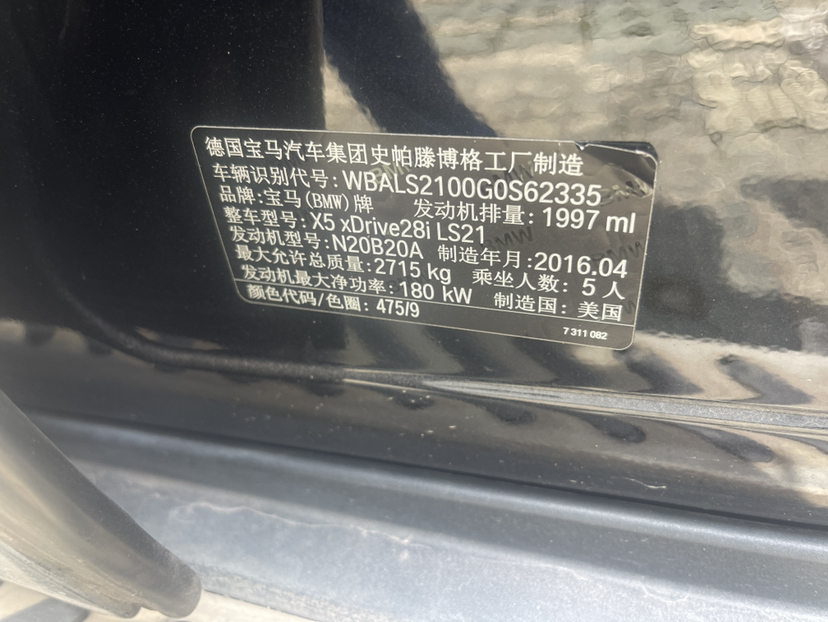 德国宝马汽车集团史帕滕博格工厂制造
车辆识别代号: WBALS2100G0S62335
品牌: 宝马(BMW)牌 发动机排量: 1997 ml
整车型号: X5 xDrive28i LS21
发动机型号: N20B20A 制造年月: 2016.04
最大允许总质量: 2715 kg 乘坐人数: 5 人
发动机最大净功率: 180 kW 制造国: 美国
颜色代码/色圈: 475/9
7 311 082